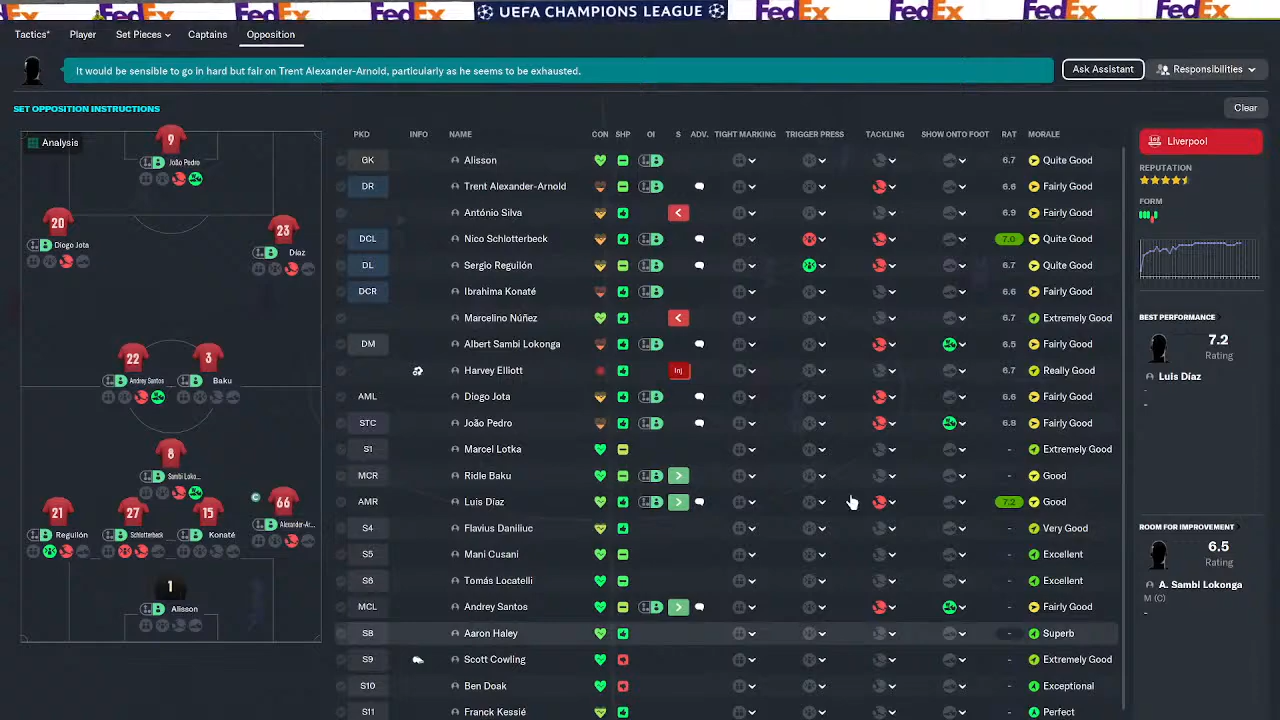 FedEx FedEx UEFA CHAMPIONS LEAGUE FedEx FedEx FedEx FedEx
Tactics* Player Set Pieces Captains Opposition
It would be sensible to go in hard but fair on Trent Alexander-Arnold, particularly as he seems to be exhausted.
Ask Assistant Responsibilities
SET OPPOSITION INSTRUCTIONS
Clear
Analysis
9
João Pedro
20
Diogo Jota
23
Díaz
22
Andrey Santos
3
Baku
8
Sambi Loko...
21
Reguilón
27
Schlotterbeck
15
Konaté
C
66
Alexander-Ar...
1
Alisson
PKD INFO NAME CON SHP OI S ADV. TIGHT MARKING TRIGGER PRESS TACKLING SHOW ONTO FOOT RAT MORALE
GK Alisson 6.7 Quite Good
DR Trent Alexander-Arnold 6.6 Fairly Good
António Silva 6.9 Fairly Good
DCL Nico Schlotterbeck 7.0 Quite Good
DL Sergio Reguilón 6.7 Quite Good
DCR Ibrahima Konaté 6.6 Fairly Good
Marcelino Núñez 6.7 Extremely Good
DM Albert Sambi Lokonga 6.5 Fairly Good
Harvey Elliott Inj 6.7 Really Good
AML Diogo Jota 6.6 Fairly Good
STC João Pedro 6.8 Fairly Good
S1 Marcel Lotka - Extremely Good
MCR Ridle Baku - Good
AMR Luis Díaz 7.2 Good
S4 Flavius Daniliuc - Very Good
S5 Mani Cusani - Excellent
S6 Tomás Locatelli - Excellent
MCL Andrey Santos - Fairly Good
S8 Aaron Haley - Superb
S9 Scott Cowling - Extremely Good
S10 Ben Doak - Exceptional
S11 Franck Kessié - Perfect
Liverpool
REPUTATION
FORM
BEST PERFORMANCE
7.2
Rating
Luis Díaz
-
-
ROOM FOR IMPROVEMENT
6.5
Rating
A. Sambi Lokonga
M (C)
-